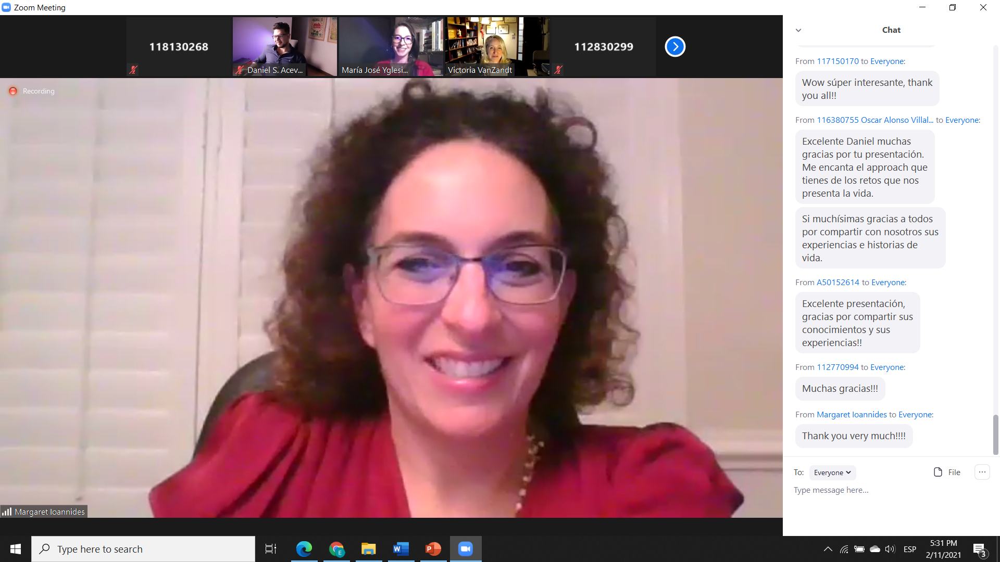 Zoom Meeting
118130268
Daniel S. Acev...
María José Yglesi...
Victoria VanZandt
112830299
Recording
Margaret Ioannides
Chat
From 117150170 to Everyone:
Wow súper interesante, thank
you all!!
From 116380755 Oscar Alonso Villal... to Everyone:
Excelente Daniel muchas
gracias por tu presentación.
Me encanta el approach que
tienes de los retos que nos
presenta la vida.
Si muchísimas gracias a todos
por compartir con nosotros sus
experiencias e historias de
vida.
From A50152614 to Everyone:
Excelente presentación,
gracias por compartir sus
conocimientos y sus
experiencias!!
From 112770994 to Everyone:
Muchas gracias!!!
From Margaret Ioannides to Everyone:
Thank you very much!!!!
To: Everyone File ...
Type message here...
Type here to search
E
W
P
ESP
5:31 PM
2/11/2021
3